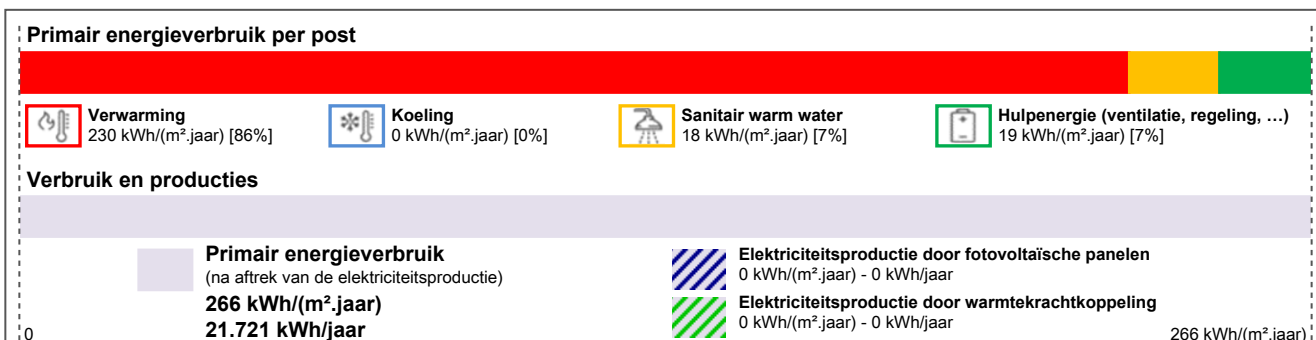 Primair energieverbruik per post
Verwarming
230 kWh/(m².jaar) [86%]
Koeling
0 kWh/(m².jaar) [0%]
Sanitair warm water
18 kWh/(m².jaar) [7%]
Hulpenergie (ventilatie, regeling, …)
19 kWh/(m².jaar) [7%]
Verbruik en producties
Primair energieverbruik
(na aftrek van de elektriciteitsproductie)
266 kWh/(m².jaar)
21.721 kWh/jaar
Elektriciteitsproductie door fotovoltaïsche panelen
0 kWh/(m².jaar) - 0 kWh/jaar
Elektriciteitsproductie door warmtekrachtkoppeling
0 kWh/(m².jaar) - 0 kWh/jaar
0
266 kWh/(m².jaar)